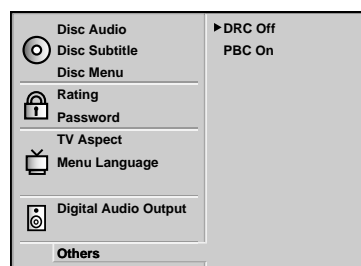 Disc Audio
Disc Subtitle
Disc Menu
Rating
Password
TV Aspect
Menu Language
Digital Audio Output
Others
DRC Off
PBC On